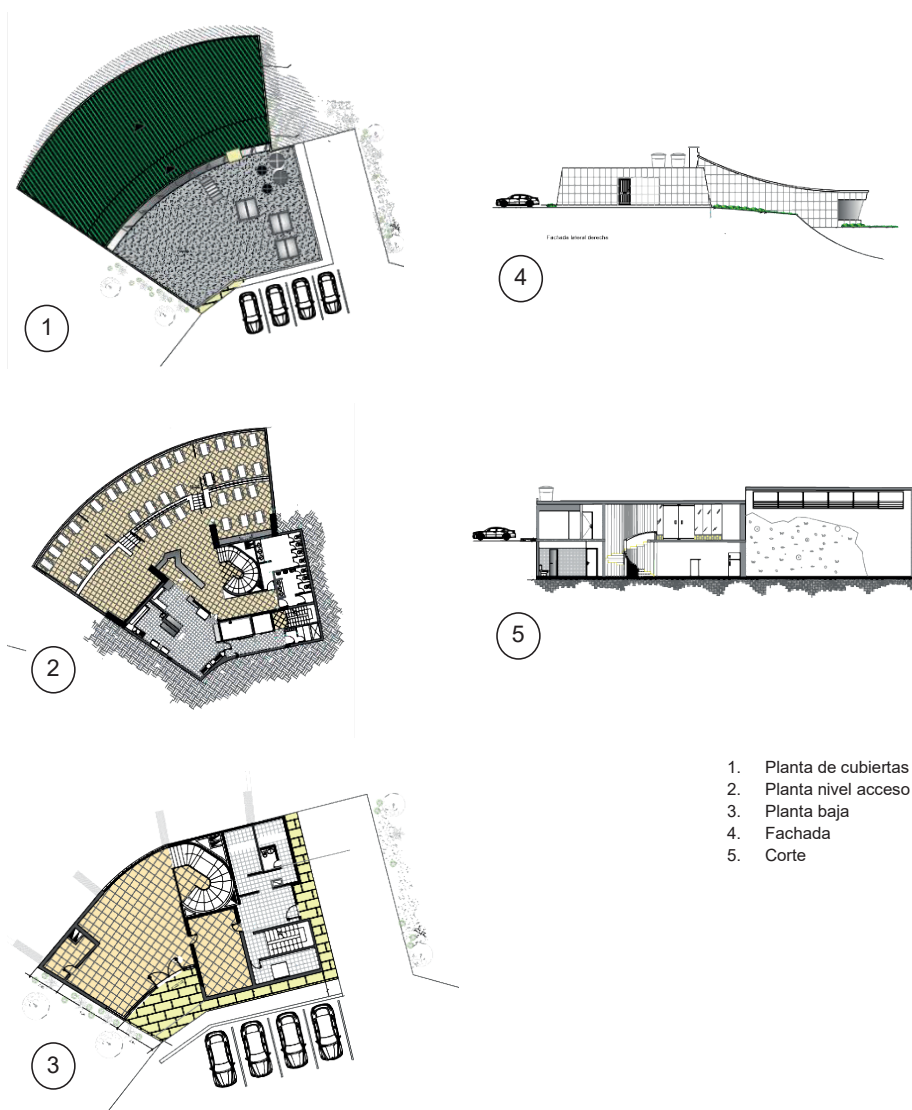 1
Fachada lateral derecha
4
2
5
1. Planta de cubiertas
2. Planta nivel acceso
3. Planta baja
4. Fachada
5. Corte
3